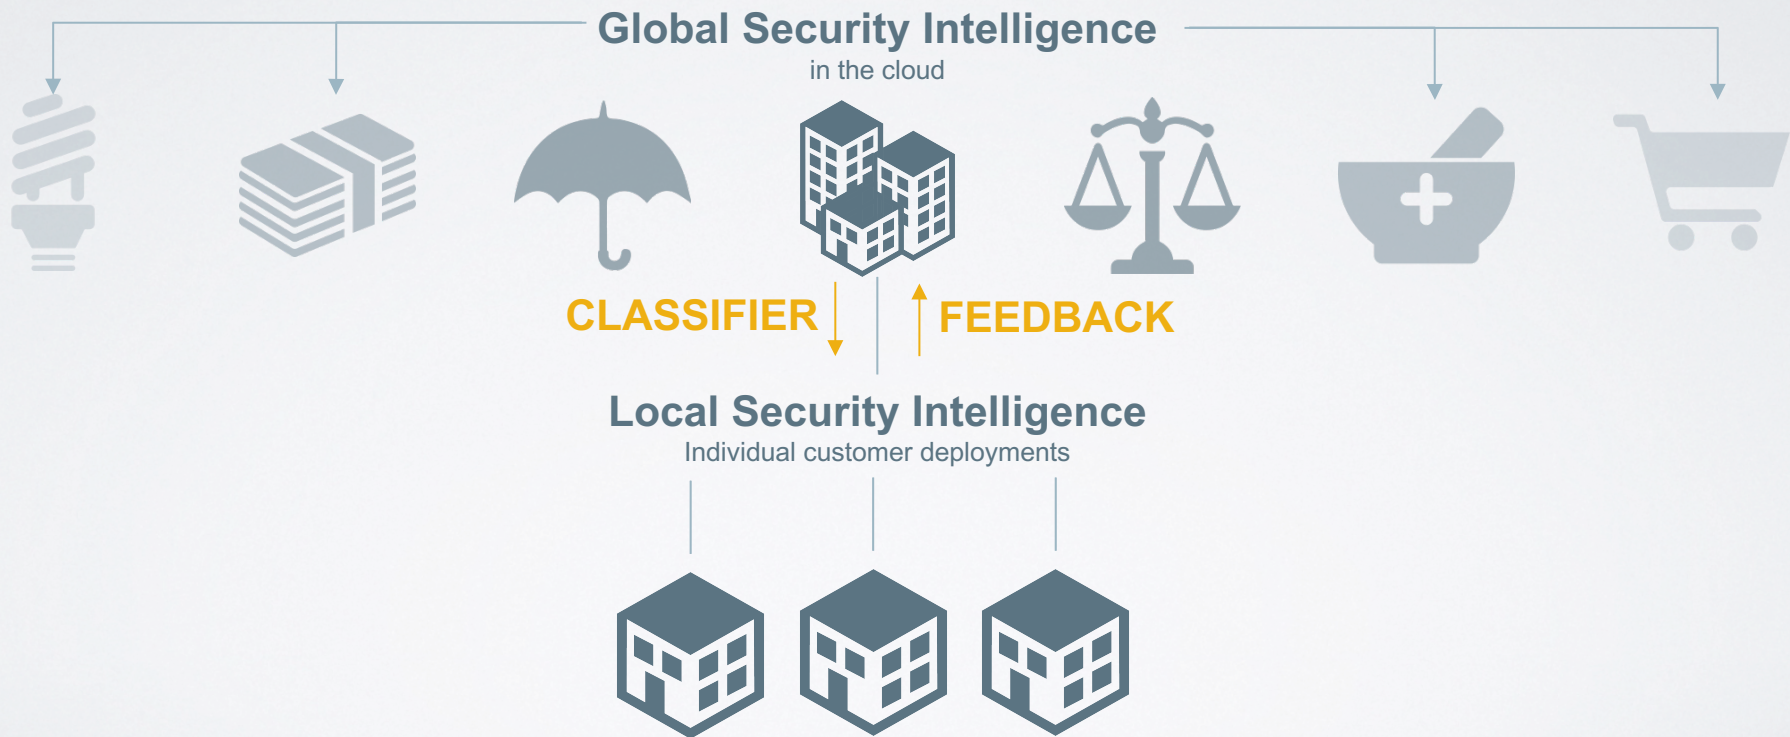 Global Security Intelligence
in the cloud
CLASSIFIER
FEEDBACK
Local Security Intelligence
Individual customer deployments